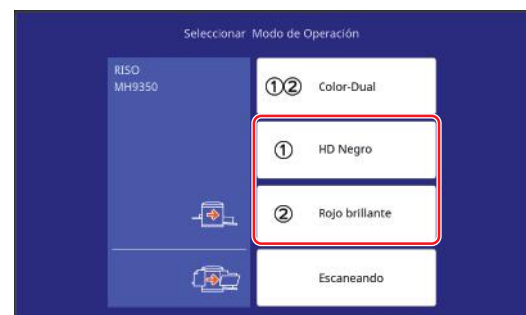 Seleccionar Modo de Operación
RISO
MH9350
①② Color-Dual
① HD Negro
② Rojo brillante
Escaneando